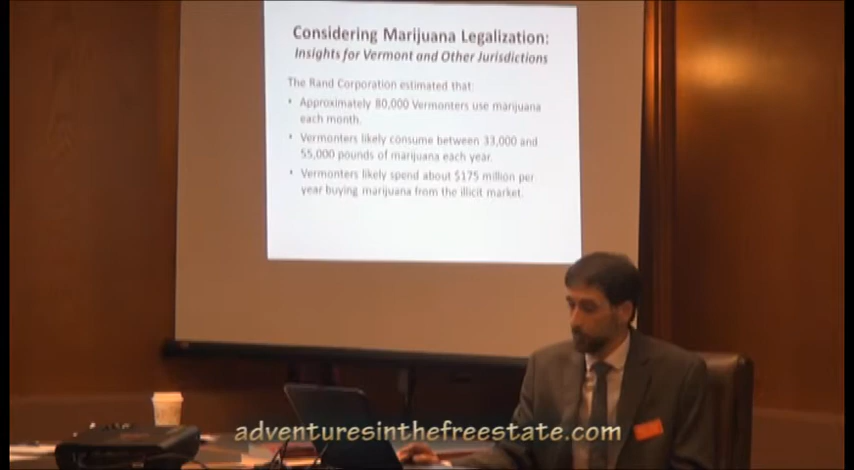 Considering Marijuana Legalization:
Insights for Vermont and Other Jurisdictions
The Rand Corporation estimated that:
• Approximately 80,000 Vermonters use marijuana
each month.
• Vermonters likely consume between 33,000 and
55,000 pounds of marijuana each year.
• Vermonters likely spend about $175 million per
year buying marijuana from the illicit market.
adventuresinthefreestate.com